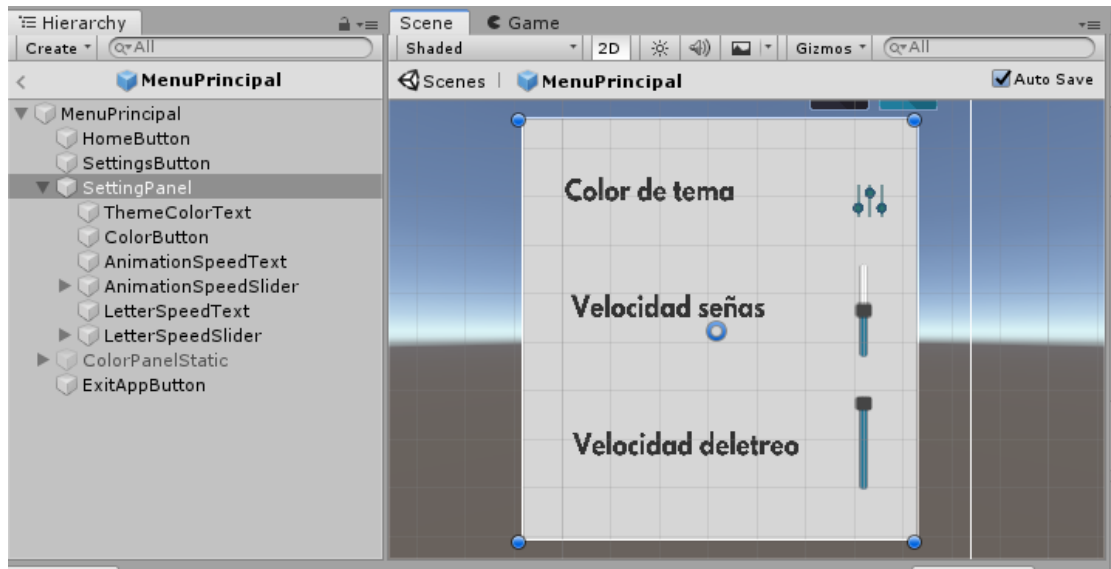 Hierarchy
Create All
MenuPrincipal
MenuPrincipal
HomeButton
SettingsButton
SettingPanel
ThemeColorText
ColorButton
AnimationSpeedText
AnimationSpeedSlider
LetterSpeedText
LetterSpeedSlider
ColorPanelStatic
ExitAppButton
Scene Game
Shaded 2D Gizmos All
Scenes MenuPrincipal Auto Save
Color de tema
Velocidad señas
Velocidad deletreo